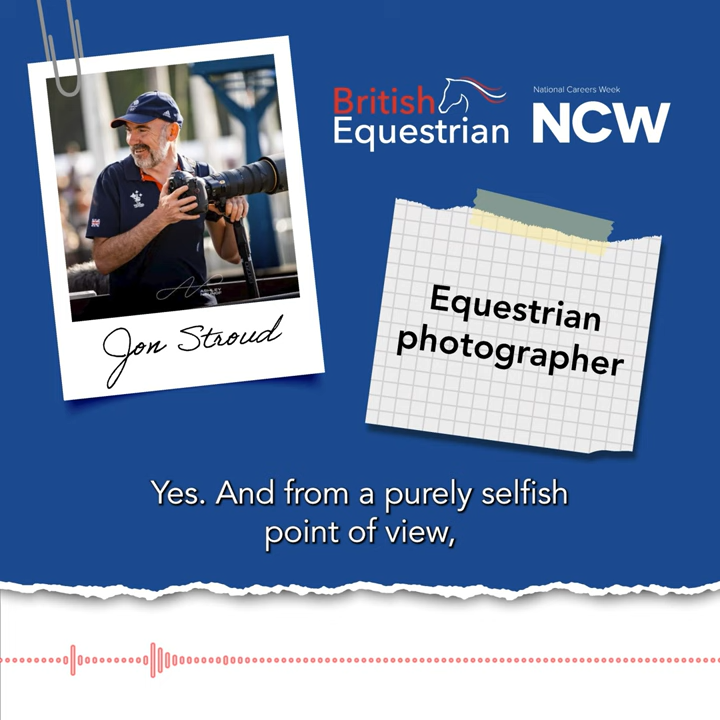 British
Equestrian
National Careers Week
NCW
Jon Stroud
Equestrian
photographer
Yes. And from a purely selfish
point of view,